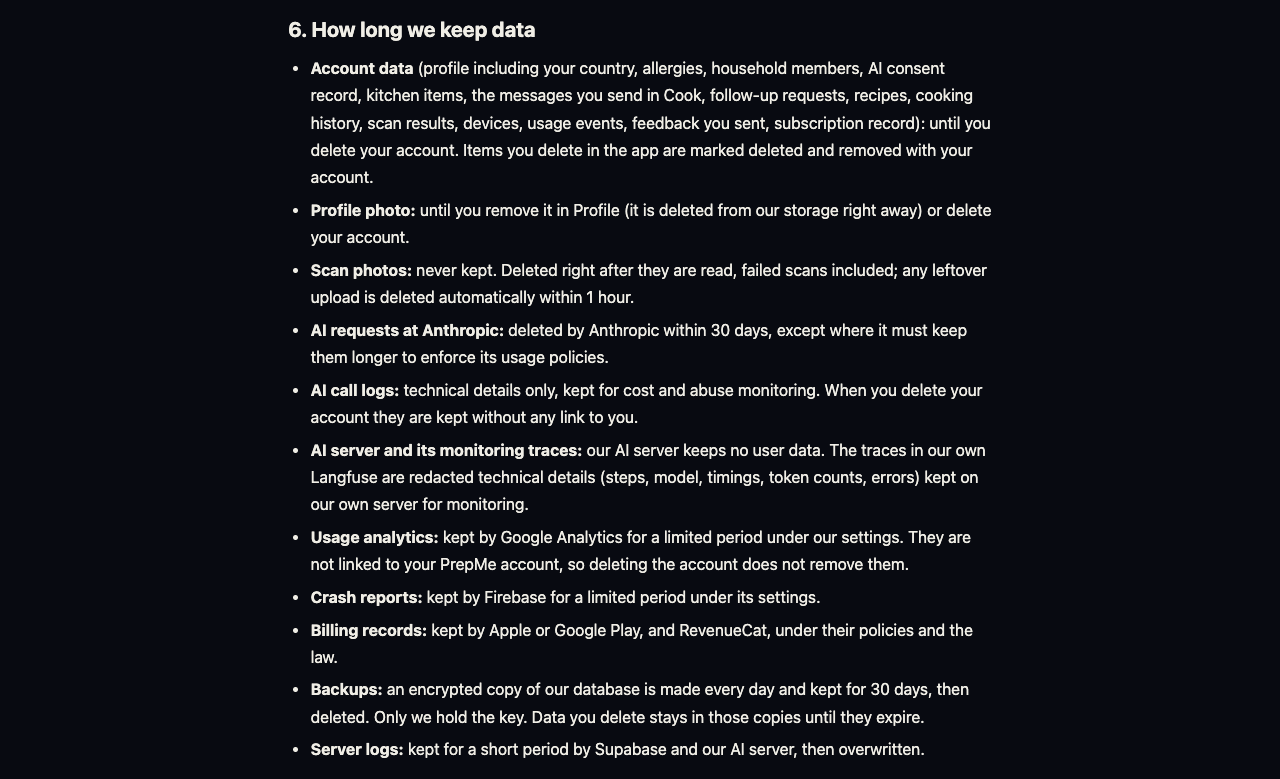 6. How long we keep data
• Account data (profile including your country, allergies, household members, AI consent
record, kitchen items, the messages you send in Cook, follow-up requests, recipes, cooking
history, scan results, devices, usage events, feedback you sent, subscription record): until you
delete your account. Items you delete in the app are marked deleted and removed with your
account.
• Profile photo: until you remove it in Profile (it is deleted from our storage right away) or delete
your account.
• Scan photos: never kept. Deleted right after they are read, failed scans included; any leftover
upload is deleted automatically within 1 hour.
• AI requests at Anthropic: deleted by Anthropic within 30 days, except where it must keep
them longer to enforce its usage policies.
• AI call logs: technical details only, kept for cost and abuse monitoring. When you delete your
account they are kept without any link to you.
• AI server and its monitoring traces: our AI server keeps no user data. The traces in our own
Langfuse are redacted technical details (steps, model, timings, token counts, errors) kept on
our own server for monitoring.
• Usage analytics: kept by Google Analytics for a limited period under our settings. They are
not linked to your PrepMe account, so deleting the account does not remove them.
• Crash reports: kept by Firebase for a limited period under its settings.
• Billing records: kept by Apple or Google Play, and RevenueCat, under their policies and the
law.
• Backups: an encrypted copy of our database is made every day and kept for 30 days, then
deleted. Only we hold the key. Data you delete stays in those copies until they expire.
• Server logs: kept for a short period by Supabase and our AI server, then overwritten.